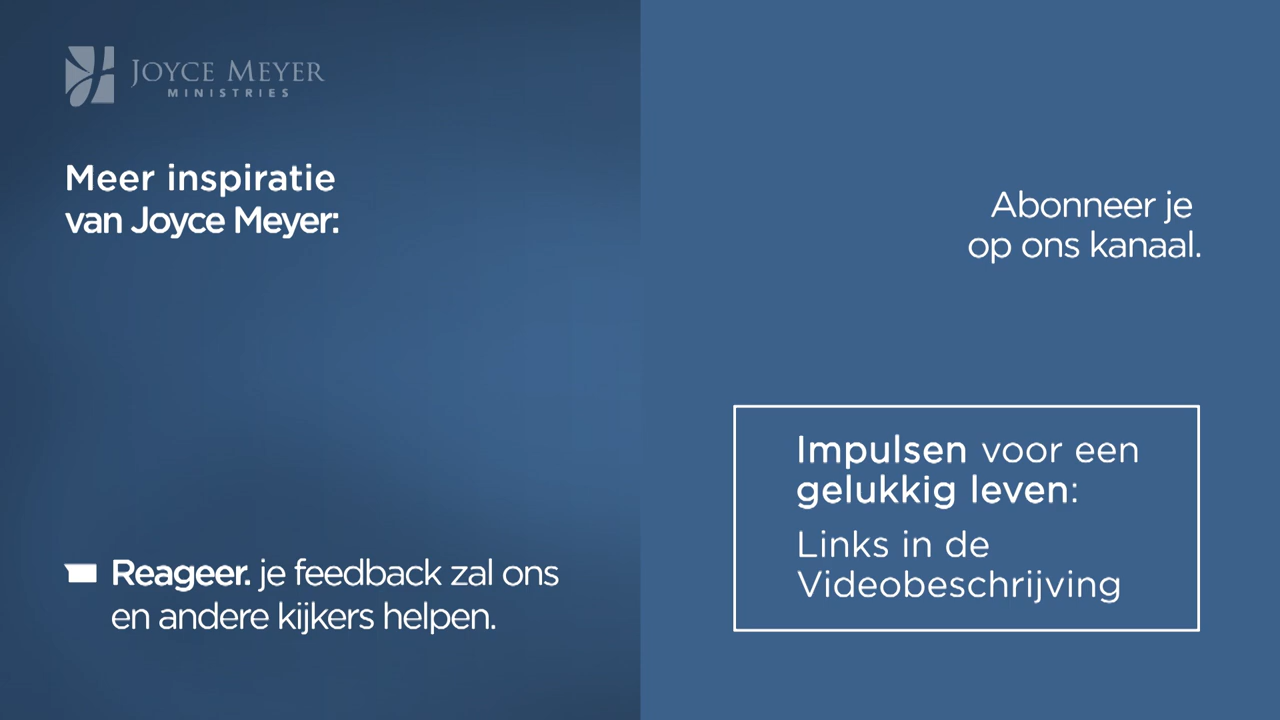 JOYCE MEYER
MINISTRIES
Meer inspiratie
van Joyce Meyer:
Abonneer je
op ons kanaal.
Impulsen voor een
gelukkig leven:
Links in de
Videobeschrijving
Reageer. je feedback zal ons
en andere kijkers helpen.